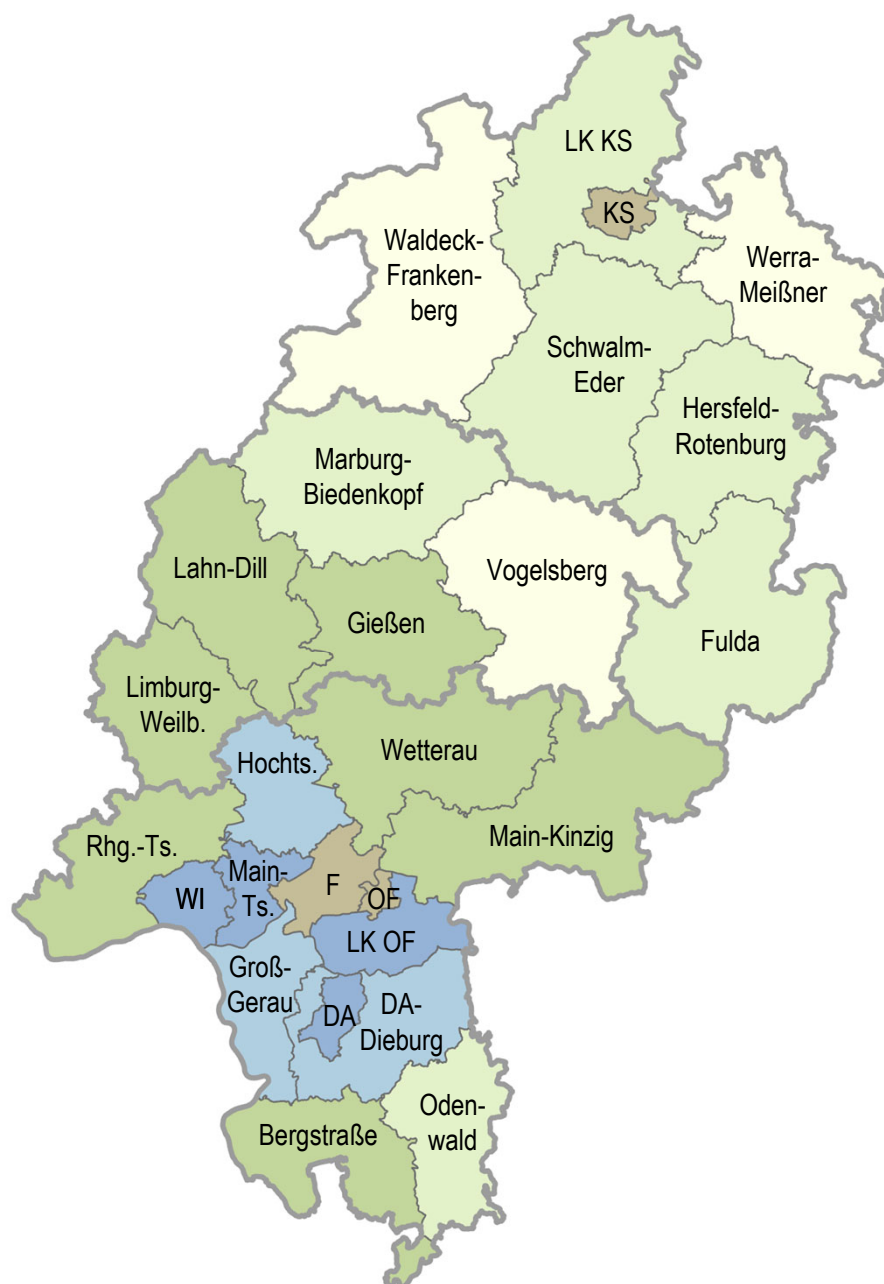 LK KS
KS
Waldeck-
Franken-
berg
Werra-
Meißner
Schwalm-
Eder
Hersfeld-
Rotenburg
Marburg-
Biedenkopf
Lahn-Dill
Vogelsberg
Gießen
Fulda
Limburg-
Weilb.
Hochts.
Wetterau
Main-Kinzig
Rhg.-Ts.
Main-
Ts.
WI
F
OF
LK OF
Groß-
Gerau
DA
DA-
Dieburg
Oden-
wald
Bergstraße